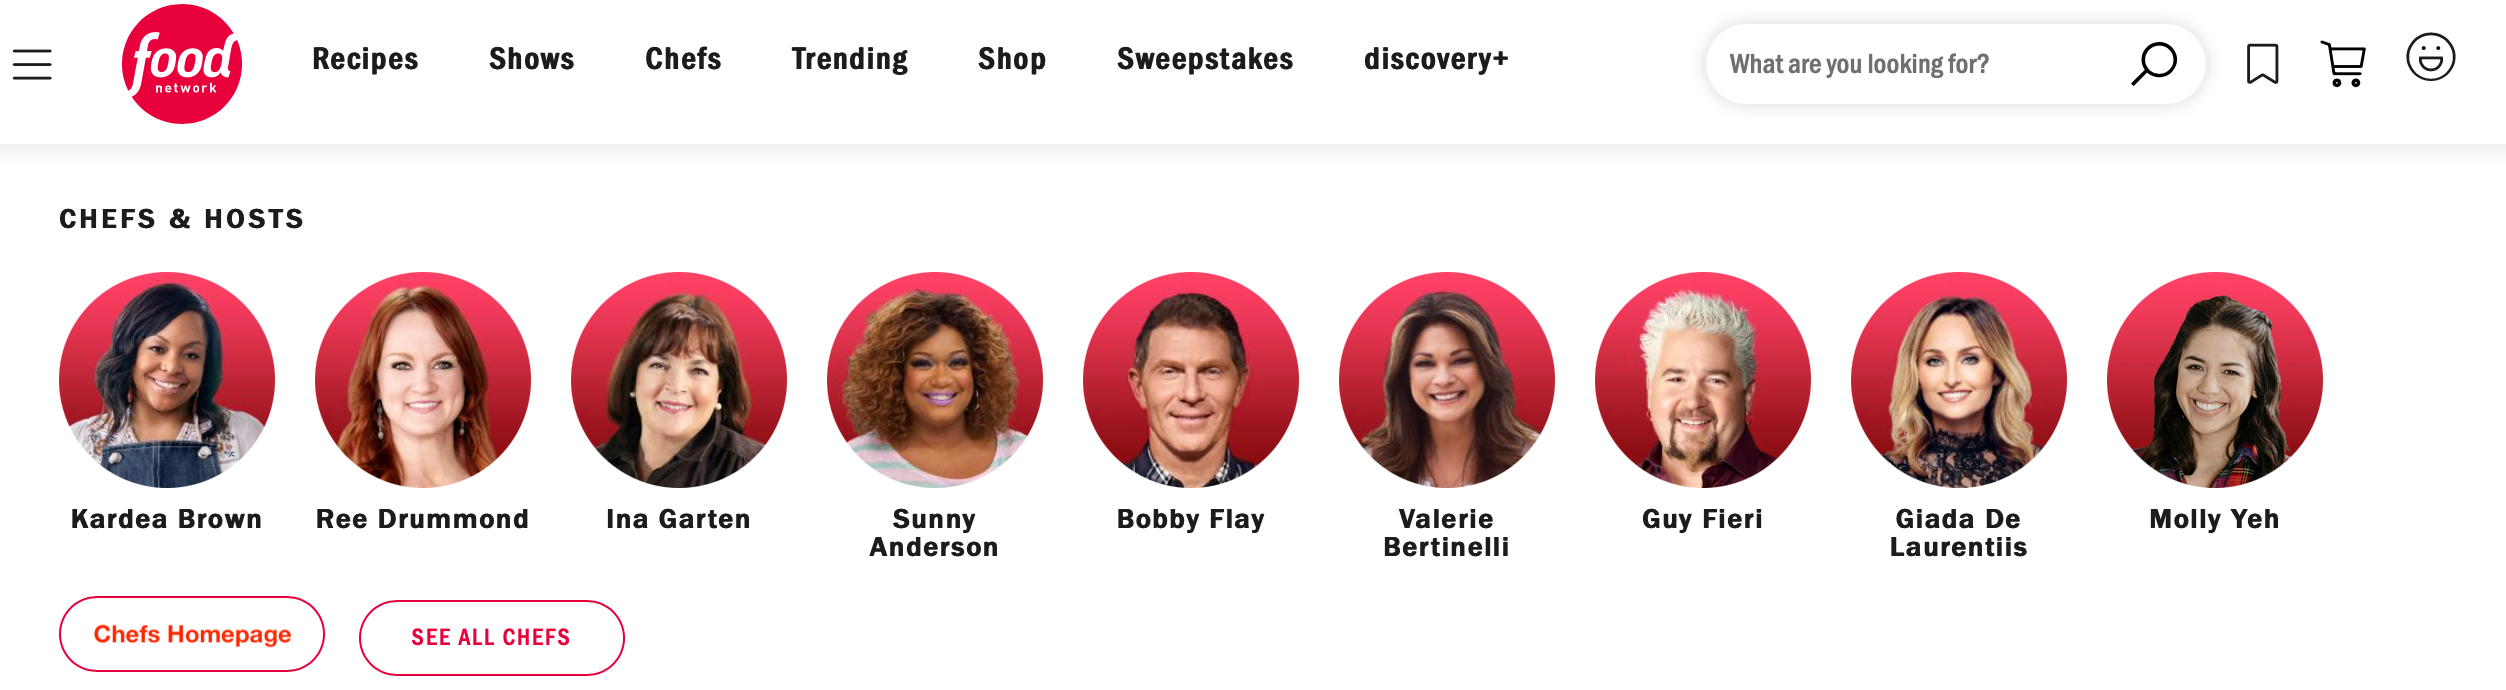 food
network
Recipes
Shows
Chefs
Trending
Shop
Sweepstakes
discovery+
What are you looking for?
CHEFS & HOSTS
Kardea Brown
Ree Drummond
Ina Garten
Sunny
Anderson
Bobby Flay
Valerie
Bertinelli
Guy Fieri
Giada De
Laurentiis
Molly Yeh
Chefs Homepage
SEE ALL CHEFS